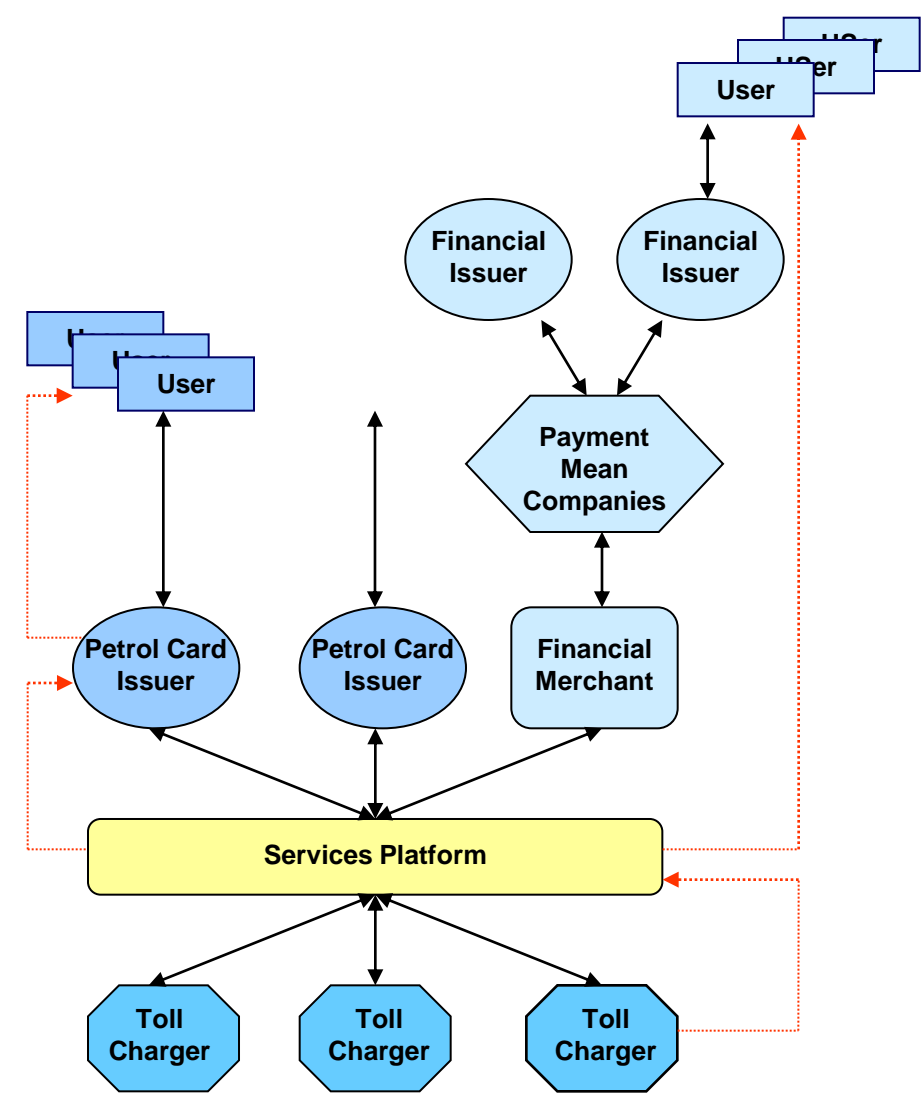 User
Financial
Issuer
Financial
Issuer
User
Payment
Mean
Companies
Petrol Card
Issuer
Petrol Card
Issuer
Financial
Merchant
Services Platform
Toll
Charger
Toll
Charger
Toll
Charger